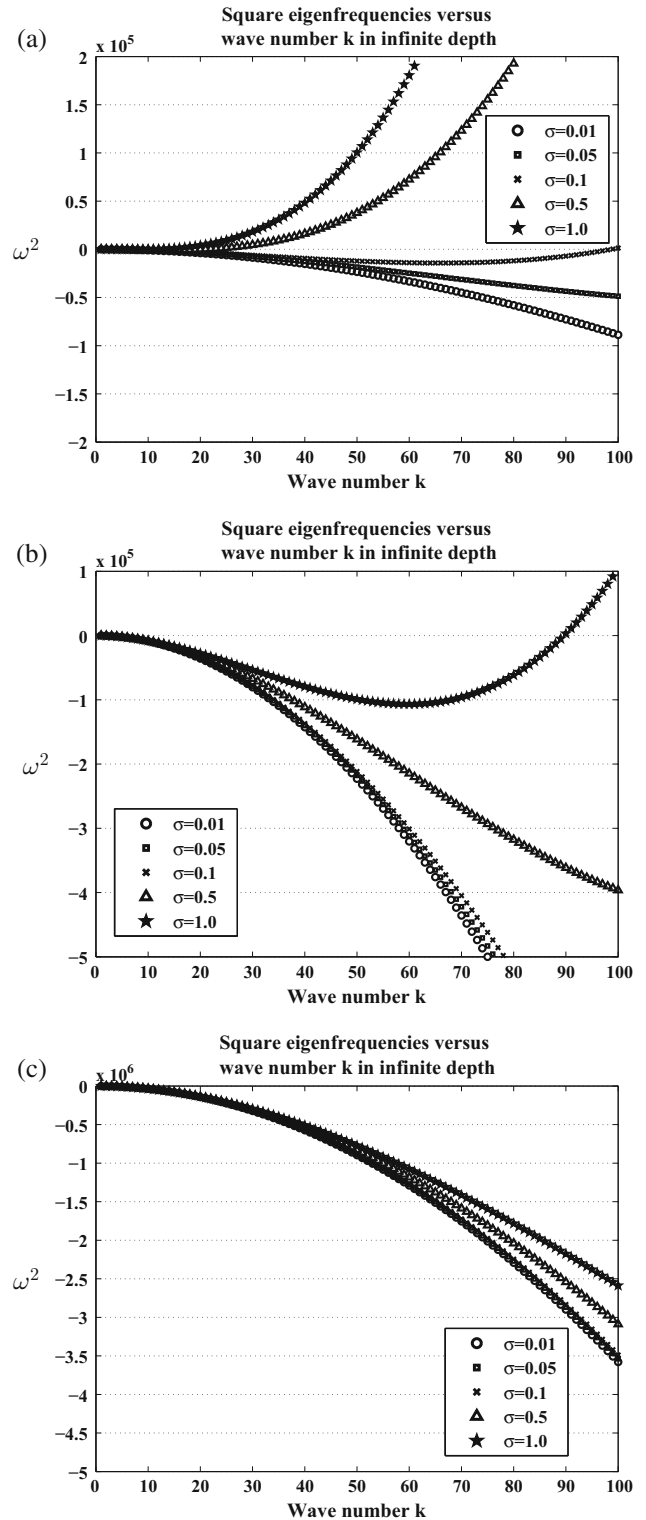 (a)
Square eigenfrequencies versus
wave number k in infinite depth
x 10^5
2
1.5
1
0.5
0
−0.5
−1
−1.5
−2
ω^2
σ=0.01
σ=0.05
σ=0.1
σ=0.5
σ=1.0
0 10 20 30 40 50 60 70 80 90 100
Wave number k
(b)
Square eigenfrequencies versus
wave number k in infinite depth
x 10^5
1
0
−1
−2
−3
−4
−5
ω^2
σ=0.01
σ=0.05
σ=0.1
σ=0.5
σ=1.0
0 10 20 30 40 50 60 70 80 90 100
Wave number k
(c)
Square eigenfrequencies versus
wave number k in infinite depth
x 10^6
0
−0.5
−1
−1.5
−2
−2.5
−3
−3.5
−4
−4.5
−5
ω^2
σ=0.01
σ=0.05
σ=0.1
σ=0.5
σ=1.0
0 10 20 30 40 50 60 70 80 90 100
Wave number k